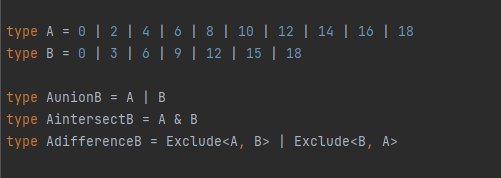 type A = 0 | 2 | 4 | 6 | 8 | 10 | 12 | 14 | 16 | 18
type B = 0 | 3 | 6 | 9 | 12 | 15 | 18
type AunionB = A | B
type AintersectB = A & B
type AdifferenceB = Exclude<A, B> | Exclude<B, A>